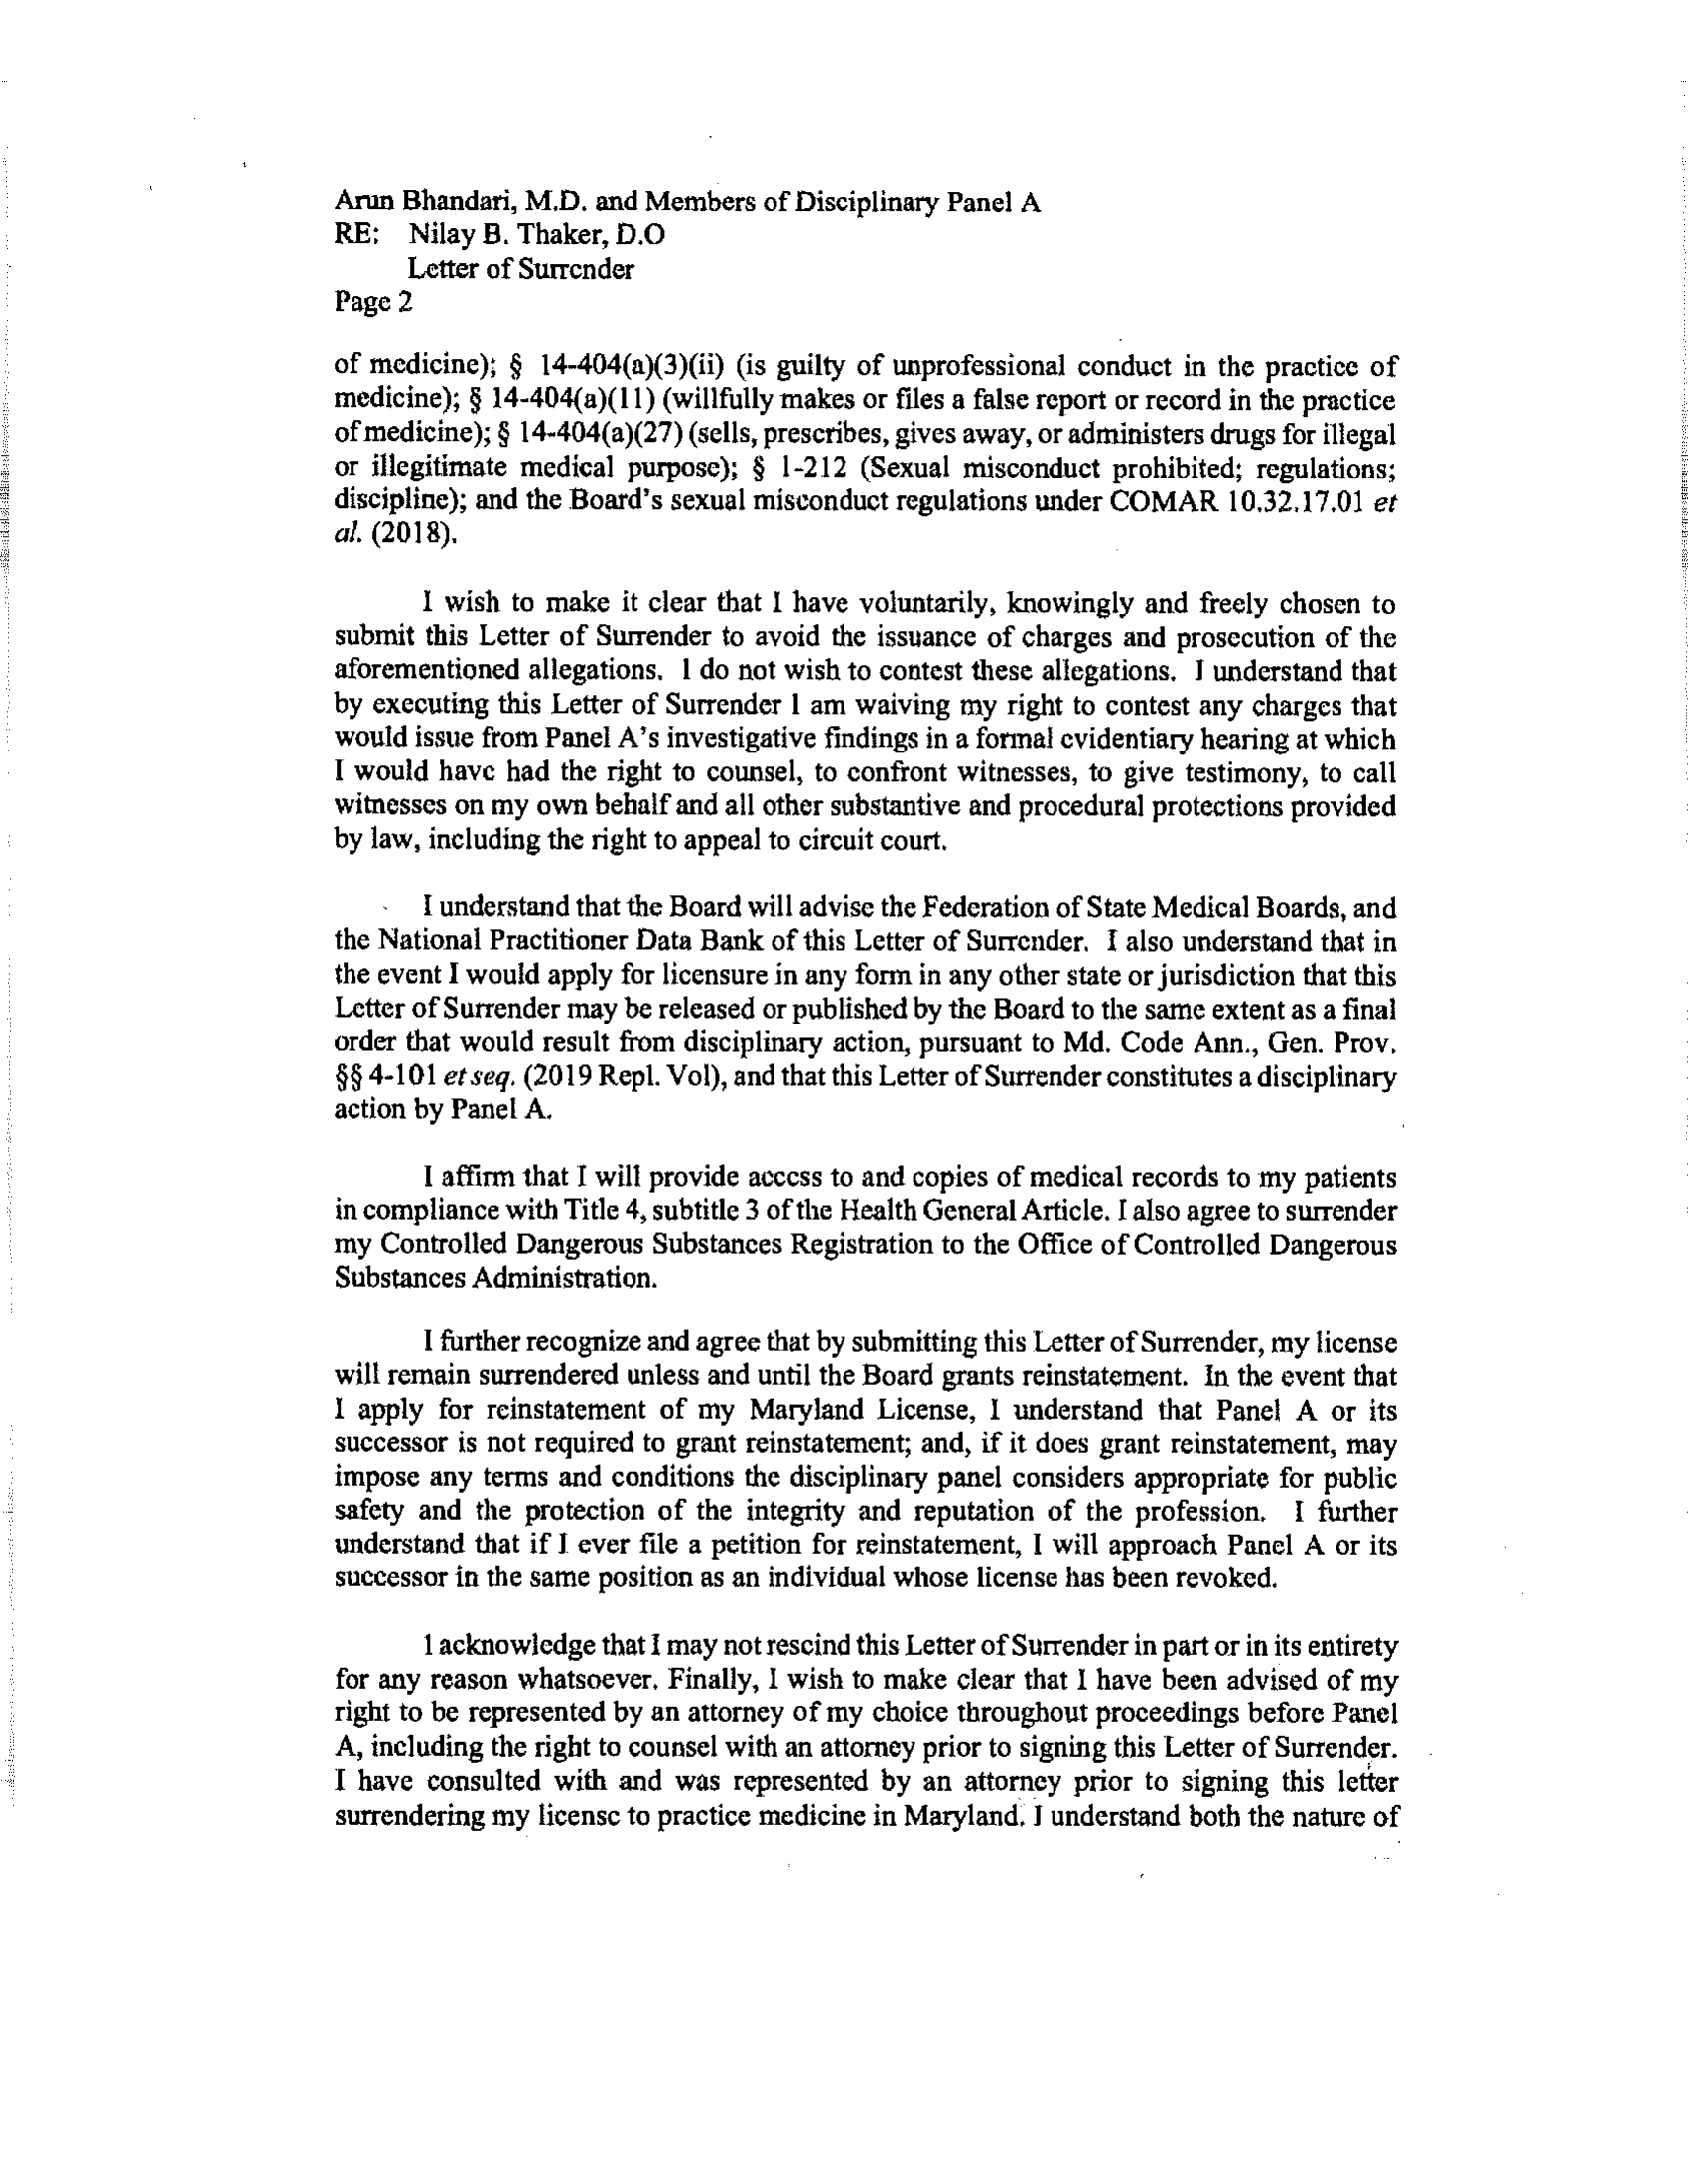 Arun Bhandari, M.D. and Members of Disciplinary Panel A
RE: Nilay B. Thaker, D.O
Letter of Surrender
Page 2
of medicine); § 14-404(a)(3)(ii) (is guilty of unprofessional conduct in the practice of
medicine); § 14-404(a)(11) (willfully makes or files a false report or record in the practice
of medicine); § 14-404(a)(27) (sells, prescribes, gives away, or administers drugs for illegal
or illegitimate medical purpose); § 1-212 (Sexual misconduct prohibited; regulations;
discipline); and the Board's sexual misconduct regulations under COMAR 10.32.17.01 et
al. (2018).
I wish to make it clear that I have voluntarily, knowingly and freely chosen to
submit this Letter of Surrender to avoid the issuance of charges and prosecution of the
aforementioned allegations. I do not wish to contest these allegations. I understand that
by executing this Letter of Surrender I am waiving my right to contest any charges that
would issue from Panel A's investigative findings in a formal evidentiary hearing at which
I would have had the right to counsel, to confront witnesses, to give testimony, to call
witnesses on my own behalf and all other substantive and procedural protections provided
by law, including the right to appeal to circuit court.
I understand that the Board will advise the Federation of State Medical Boards, and
the National Practitioner Data Bank of this Letter of Surrender. I also understand that in
the event I would apply for licensure in any form in any other state or jurisdiction that this
Letter of Surrender may be released or published by the Board to the same extent as a final
order that would result from disciplinary action, pursuant to Md. Code Ann., Gen. Prov.
§§ 4-101 et seq. (2019 Repl. Vol), and that this Letter of Surrender constitutes a disciplinary
action by Panel A.
I affirm that I will provide access to and copies of medical records to my patients
in compliance with Title 4, subtitle 3 of the Health General Article. I also agree to surrender
my Controlled Dangerous Substances Registration to the Office of Controlled Dangerous
Substances Administration.
I further recognize and agree that by submitting this Letter of Surrender, my license
will remain surrendered unless and until the Board grants reinstatement. In the event that
I apply for reinstatement of my Maryland License, I understand that Panel A or its
successor is not required to grant reinstatement; and, if it does grant reinstatement, may
impose any terms and conditions the disciplinary panel considers appropriate for public
safety and the protection of the integrity and reputation of the profession. I further
understand that if I ever file a petition for reinstatement, I will approach Panel A or its
successor in the same position as an individual whose license has been revoked.
I acknowledge that I may not rescind this Letter of Surrender in part or in its entirety
for any reason whatsoever. Finally, I wish to make clear that I have been advised of my
right to be represented by an attorney of my choice throughout proceedings before Panel
A, including the right to counsel with an attorney prior to signing this Letter of Surrender.
I have consulted with and was represented by an attorney prior to signing this letter
surrendering my license to practice medicine in Maryland. I understand both the nature of